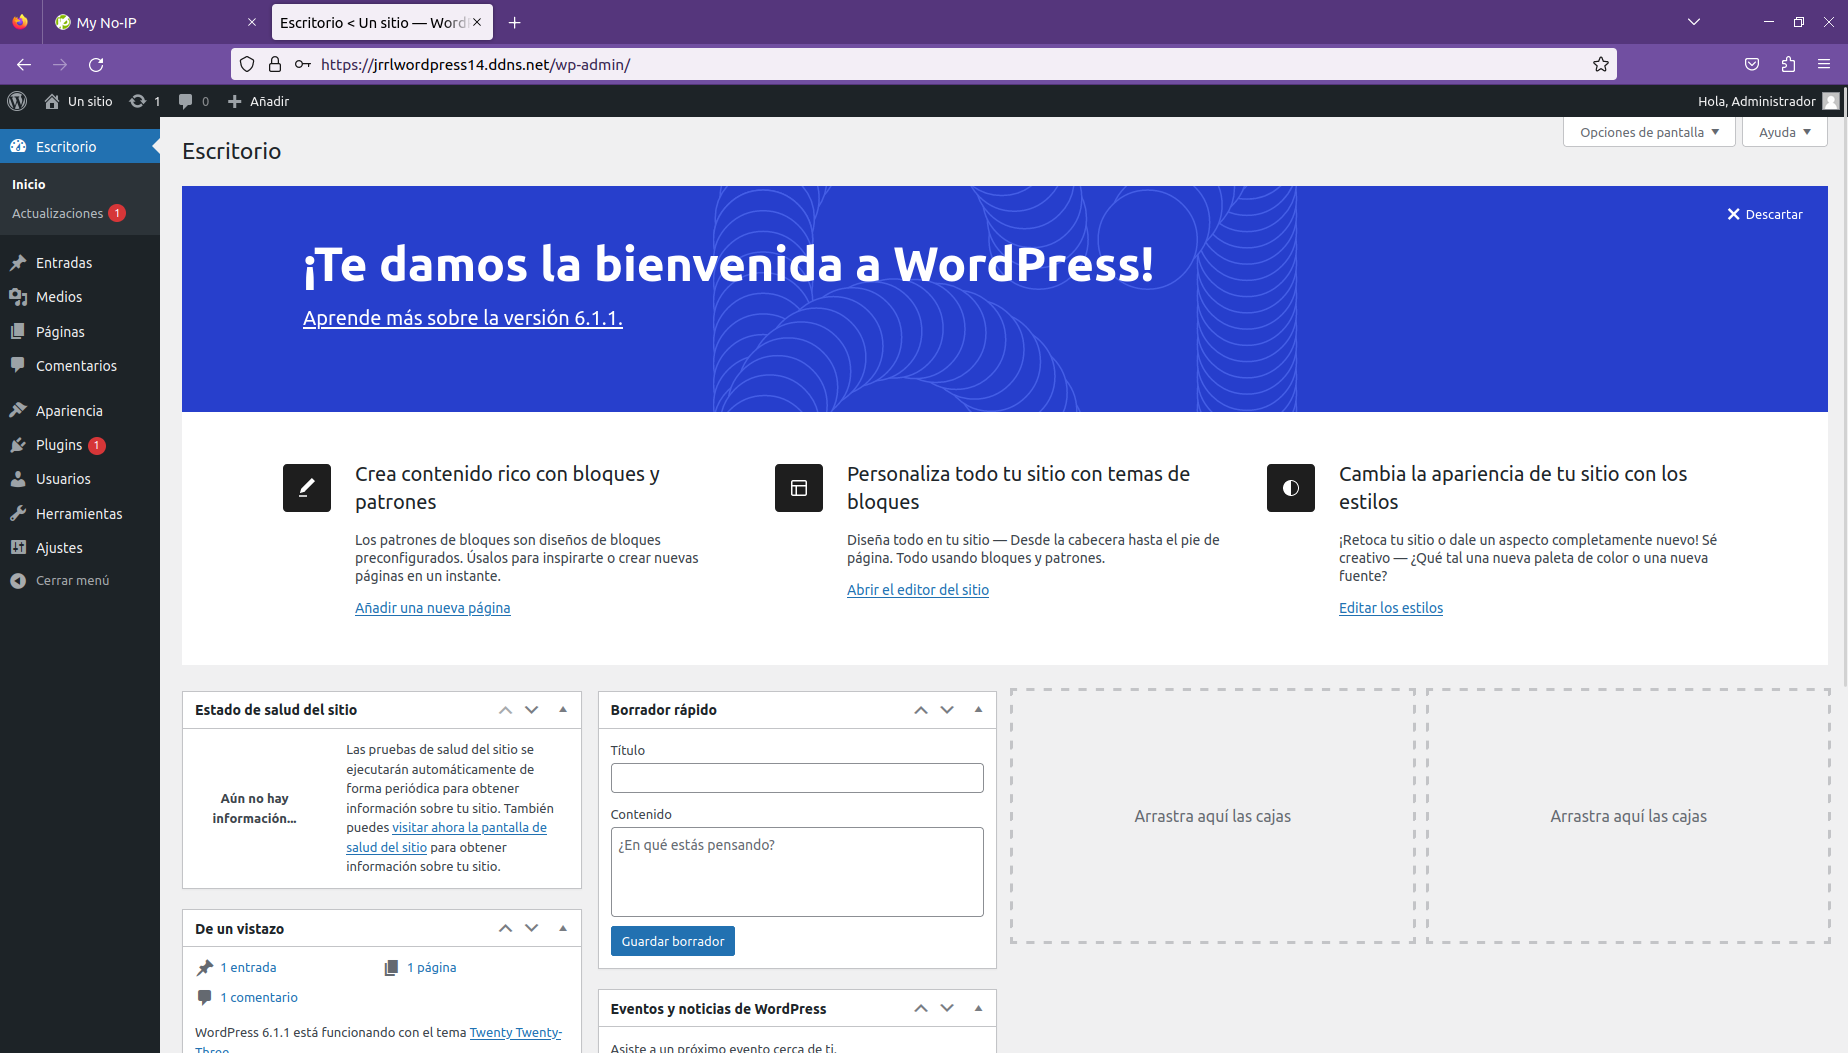 My No-IP
Escritorio < Un sitio — Word
https://jrrlwordpress14.ddns.net/wp-admin/
Un sitio
1
0
Añadir
Hola, Administrador
Escritorio
Inicio
Actualizaciones 1
Entradas
Medios
Páginas
Comentarios
Apariencia
Plugins 1
Usuarios
Herramientas
Ajustes
Cerrar menú
Opciones de pantalla
Ayuda
Escritorio
Descartar
¡Te damos la bienvenida a WordPress!
Aprende más sobre la versión 6.1.1.
Crea contenido rico con bloques y
patrones
Los patrones de bloques son diseños de bloques
preconfigurados. Úsalos para inspirarte o crear nuevas
páginas en un instante.
Añadir una nueva página
Personaliza todo tu sitio con temas de
bloques
Diseña todo en tu sitio — Desde la cabecera hasta el pie de
página. Todo usando bloques y patrones.
Abrir el editor del sitio
Cambia la apariencia de tu sitio con los
estilos
¡Retoca tu sitio o dale un aspecto completamente nuevo! Sé
creativo — ¿Qué tal una nueva paleta de color o una nueva
fuente?
Editar los estilos
Estado de salud del sitio
Aún no hay
información...
Las pruebas de salud del sitio se
ejecutarán automáticamente de
forma periódica para obtener
información sobre tu sitio. También
puedes visitar ahora la pantalla de
salud del sitio para obtener
información sobre tu sitio.
De un vistazo
1 entrada
1 página
1 comentario
WordPress 6.1.1 está funcionando con el tema Twenty Twenty-
Three
Borrador rápido
Título
Contenido
¿En qué estás pensando?
Guardar borrador
Eventos y noticias de WordPress
Asiste a un próximo evento cerca de ti.
Arrastra aquí las cajas
Arrastra aquí las cajas